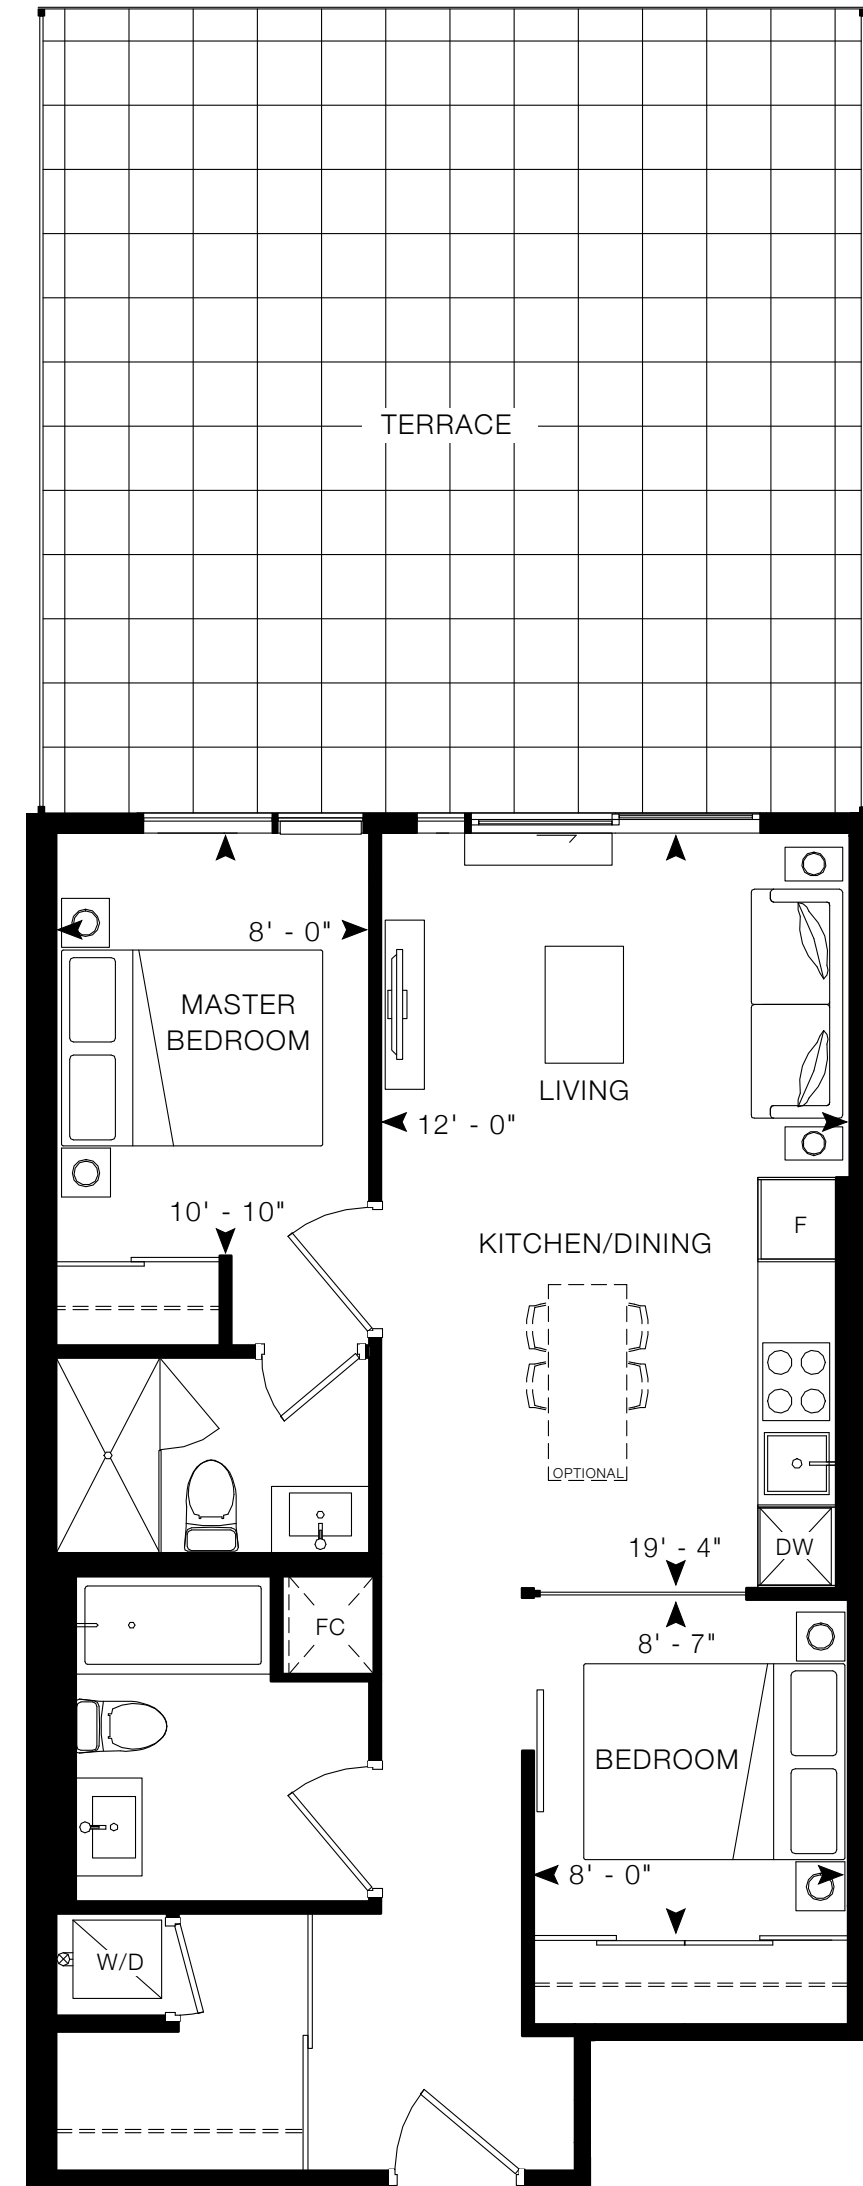 TERRACE
8' - 0"
MASTER
BEDROOM
LIVING
12' - 0"
10' - 10"
F
KITCHEN/DINING
OPTIONAL
19' - 4"
DW
FC
8' - 7"
BEDROOM
8' - 0"
W/D